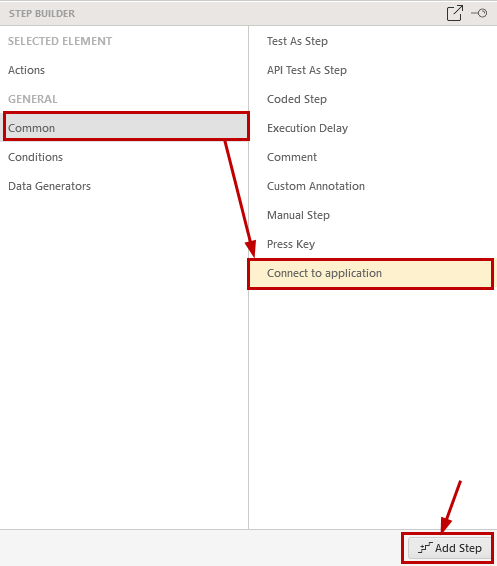 STEP BUILDER
SELECTED ELEMENT
Actions
GENERAL
Common
Conditions
Data Generators
Test As Step
API Test As Step
Coded Step
Execution Delay
Comment
Custom Annotation
Manual Step
Press Key
Connect to application
Add Step